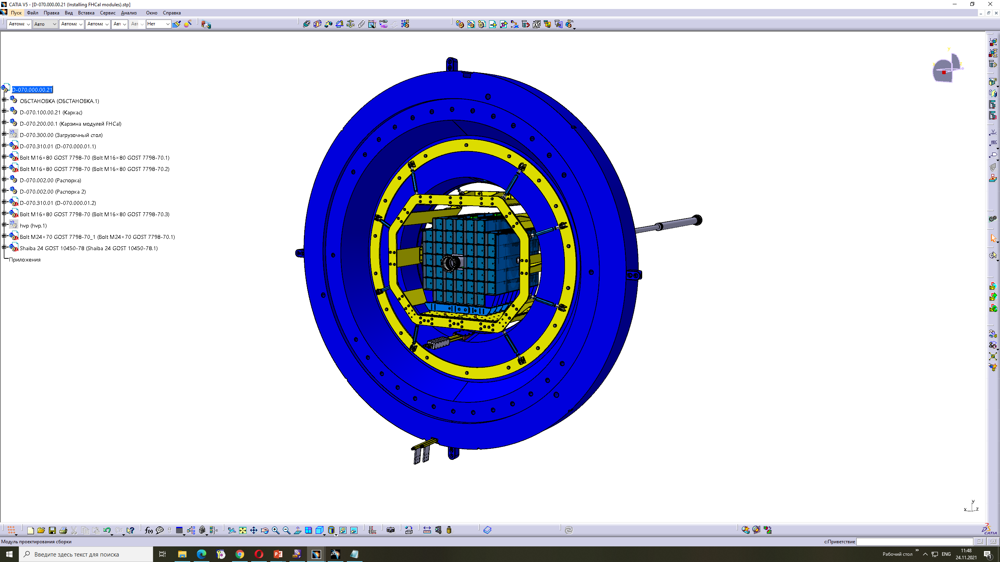 CATIA V5 - [D-070.000.00.21 (Installing FHCal modules).stp]
Пуск Файл Правка Вид Вставка Сервис Анализ Окно Справка
Автома Авто Автома Автома Авт Авт Нет
D-070.000.00.21
ОБСТАНОВКА (ОБСТАНОВКА.1)
D-070.100.00.21 (Каркас)
D-070.200.00.1 (Карзина модулей FHCal)
D-070.300.00 (Загрузочный стол)
D-070.310.01 (D-070.000.01.1)
Bolt M16×80 GOST 7798-70 (Bolt M16×80 GOST 7798-70.1)
Bolt M16×80 GOST 7798-70 (Bolt M16×80 GOST 7798-70.2)
D-070.002.00 (Распорка)
D-070.002.00 (Распорка 2)
D-070.310.01 (D-070.000.01.2)
Bolt M16×80 GOST 7798-70 (Bolt M16×80 GOST 7798-70.3)
hvp (hvp.1)
Bolt M24×70 GOST 7798-70_1 (Bolt M24×70 GOST 7798-70.1)
Shaiba 24 GOST 10450-78 (Shaiba 24 GOST 10450-78.1)
Приложения
y
ABC
y
x z
f(x)
CATIA
Модуль проектирования сборки
c:Приветствие
Введите здесь текст для поиска
Рабочий стол
ENG
11:48
24.11.2021